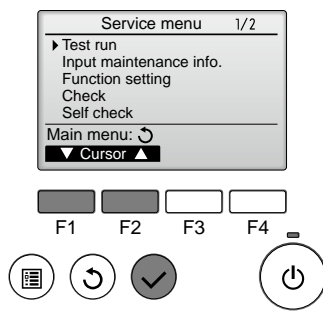 Service menu 1/2
Test run
Input maintenance info.
Function setting
Check
Self check
Main menu:
Cursor
F1 F2 F3 F4